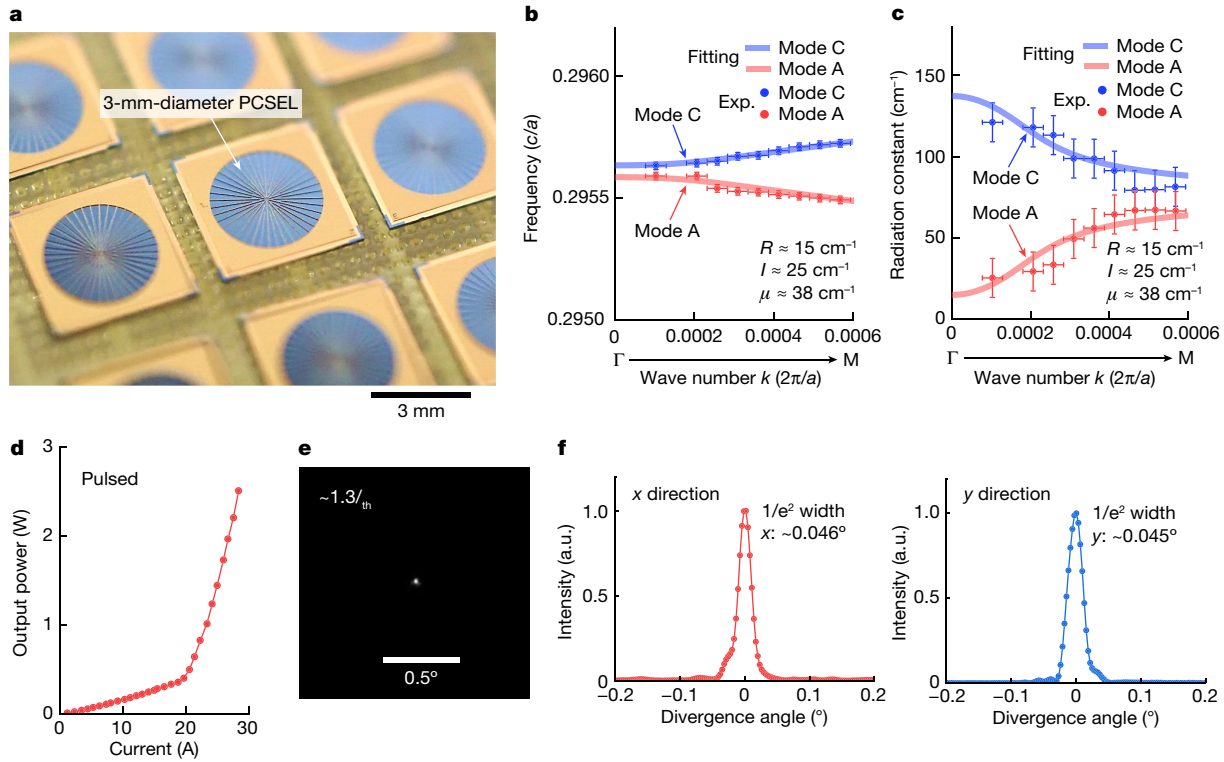 a
3-mm-diameter PCSEL
3 mm
b
Frequency (c/a)
0.2960
0.2955
0.2950
Fitting
Mode C
Mode A
Exp.
Mode C
Mode A
Mode C
Mode A
R ≈ 15 cm⁻¹
I ≈ 25 cm⁻¹
μ ≈ 38 cm⁻¹
0 0.0002 0.0004 0.0006
Γ M
Wave number k (2π/a)
c
Radiation constant (cm⁻¹)
150
100
50
0
Fitting
Mode C
Mode A
Exp.
Mode C
Mode A
Mode C
Mode A
R ≈ 15 cm⁻¹
I ≈ 25 cm⁻¹
μ ≈ 38 cm⁻¹
0 0.0002 0.0004 0.0006
Γ M
Wave number k (2π/a)
d
Output power (W)
3
2
1
0
Pulsed
0 10 20 30
Current (A)
e
~1.3/th
0.5°
f
Intensity (a.u.)
1.0
0.5
0
x direction
1/e² width
x: ~0.046°
−0.2 −0.1 0 0.1 0.2
Divergence angle (°)
Intensity (a.u.)
1.0
0.5
0
y direction
1/e² width
y: ~0.045°
−0.2 −0.1 0 0.1 0.2
Divergence angle (°)